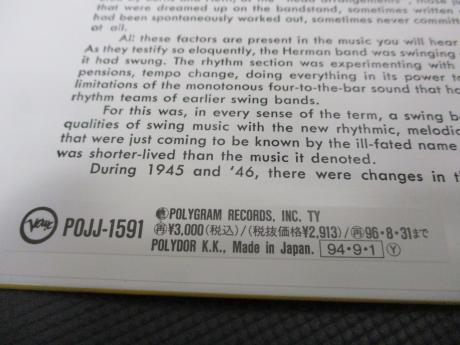 that were dreamed up on the bandstand, sometimes written
had been spontaneously worked out, sometimes never commit
at all.
All these factors are present in the music you will hear
As they testify so eloquently, the Herman band was swinging
it had swung. The rhythm section was experimenting with
pensions, tempo change, doing everything in its power t
limitations of the monotonous four-to-the-bar sound that h
rhythm teams of earlier swing bands.
For this was, in every sense of the term, a swing b
qualities of swing music with the new rhythmic, melodic
that were just coming to be known by the ill-fated name
was shorter-lived than the music it denoted.
During 1945 and '46, there were changes in th
Verve POJJ-1591
POLYGRAM RECORDS, INC. TY
再¥3,000(税込)/(税抜価格¥2,913)/再96・8・31まで
POLYDOR K.K., Made in Japan. 94・9・1 Y